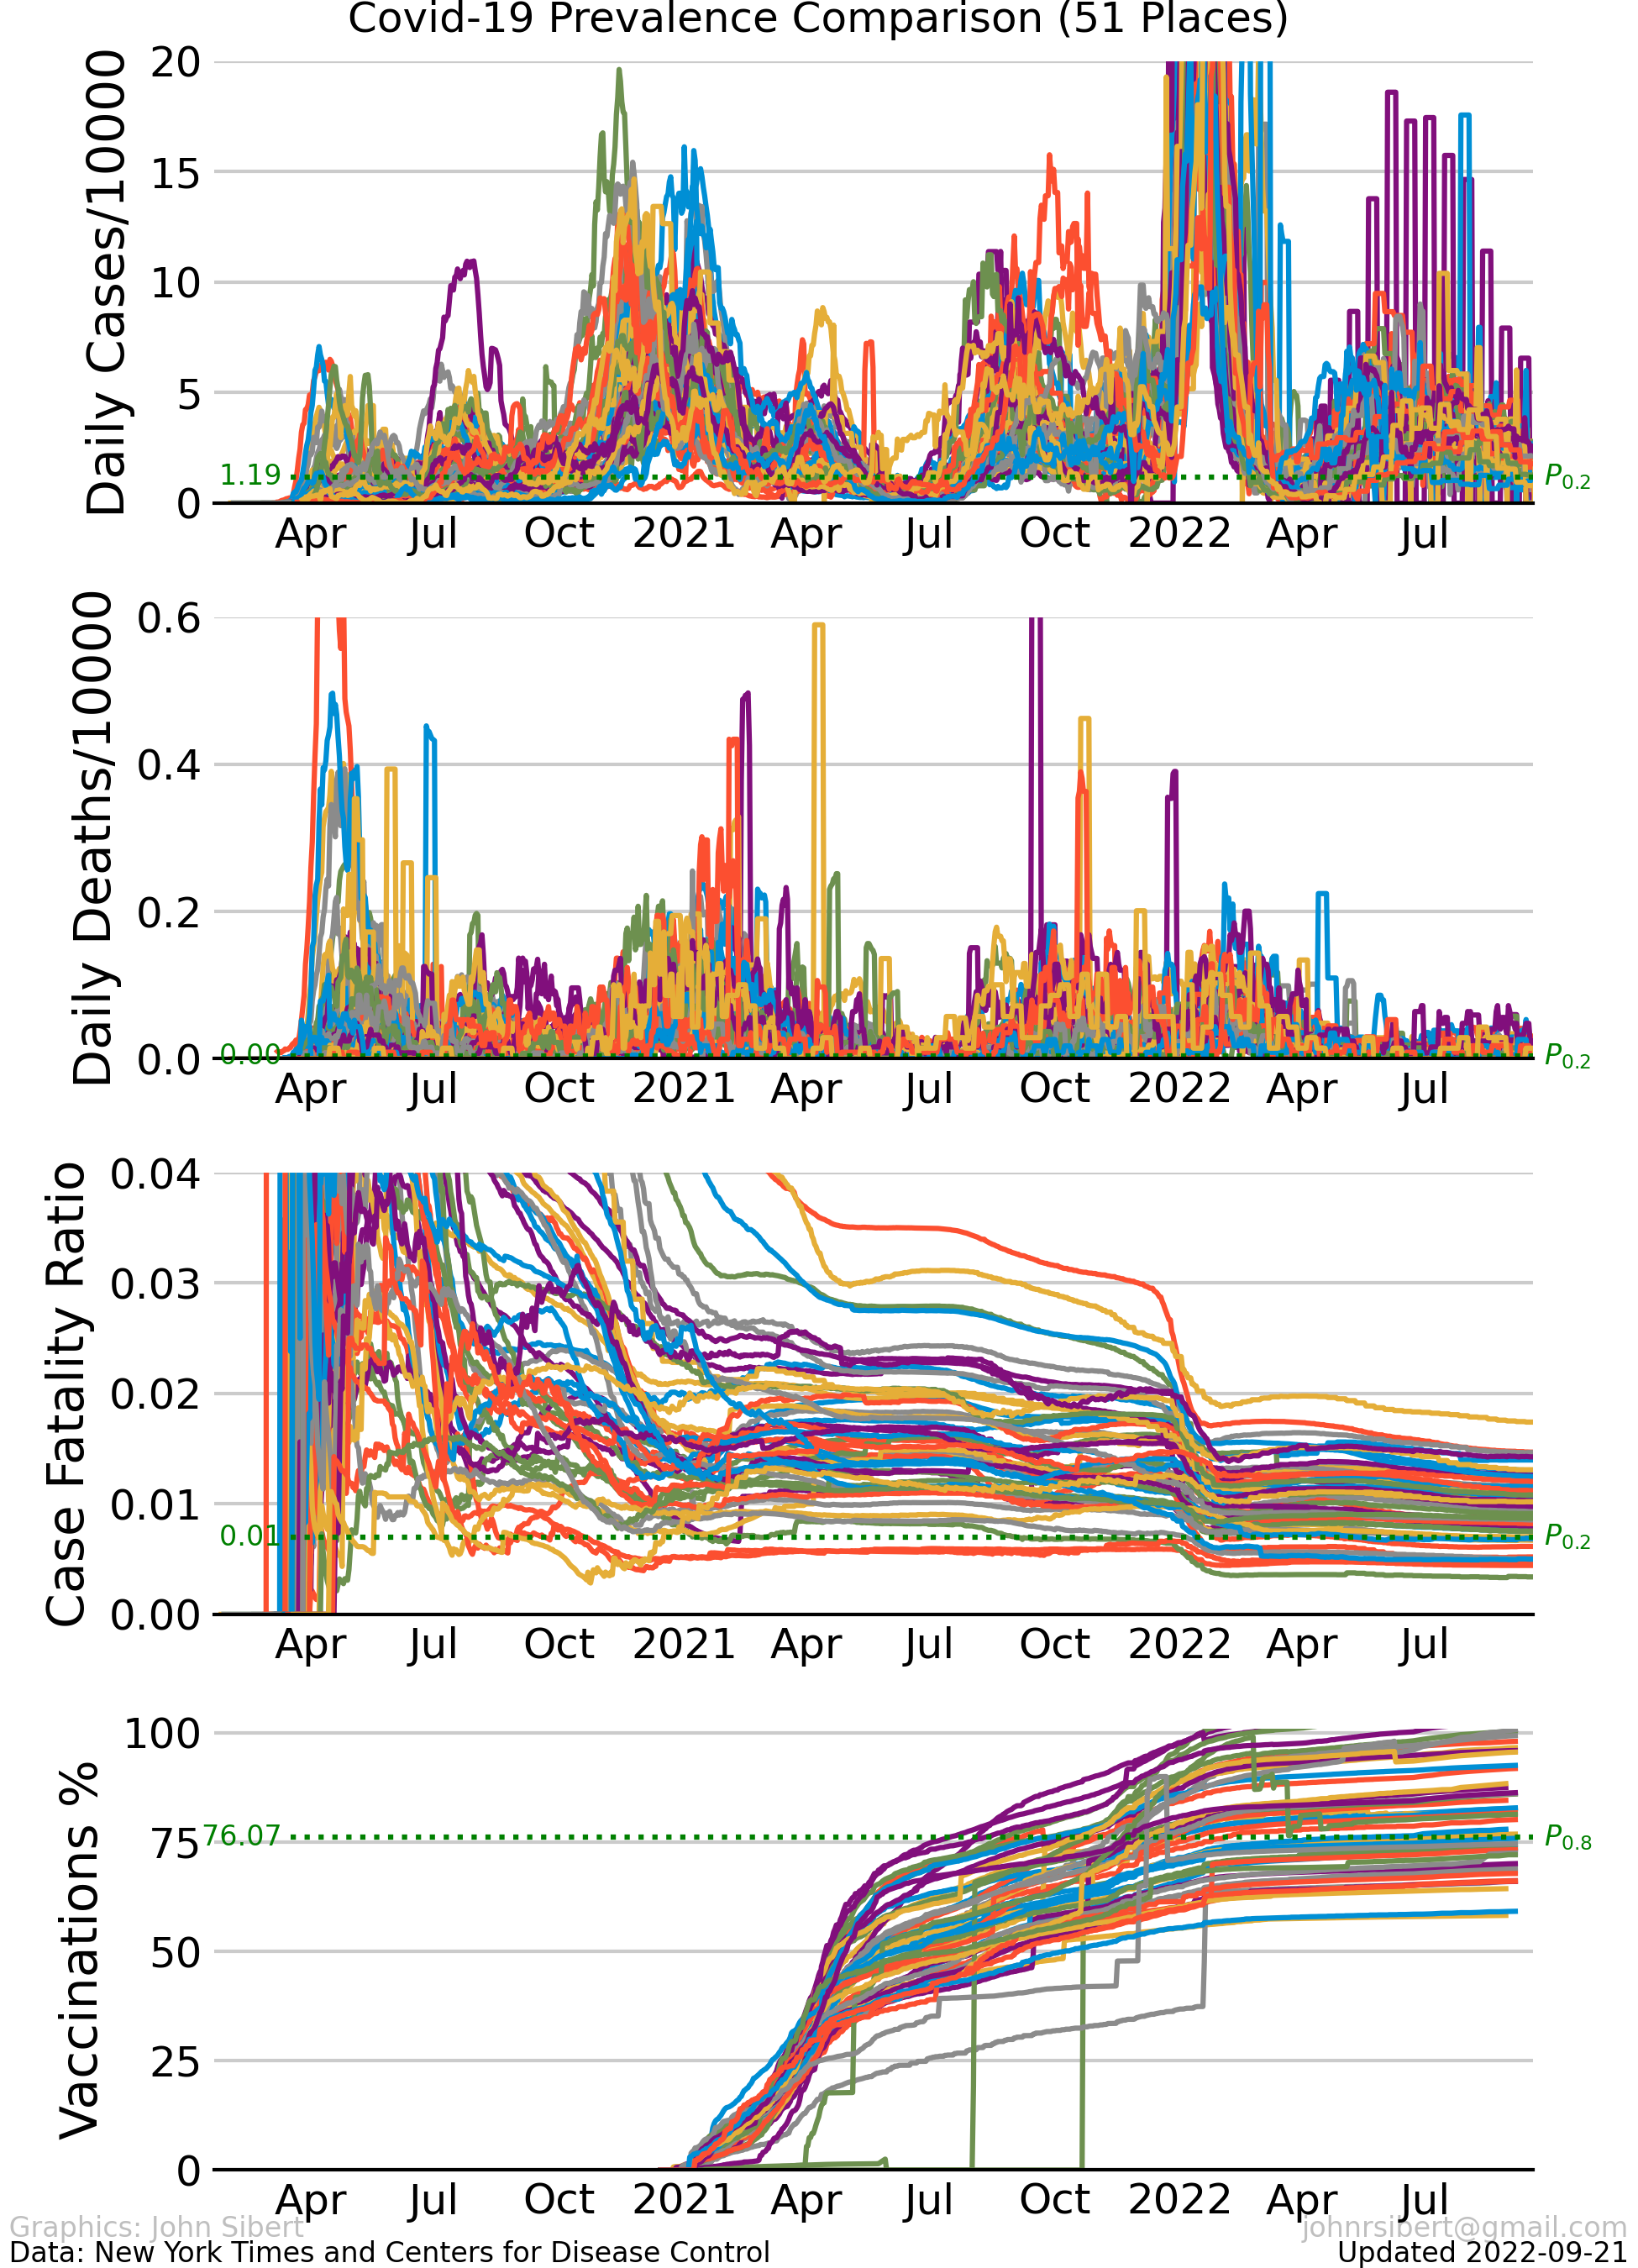 Covid-19 Prevalence Comparison (51 Places)
Daily Cases/10000
20
15
10
5
0
1.19
P0.2
Apr Jul Oct 2021 Apr Jul Oct 2022 Apr Jul
Daily Deaths/10000
0.6
0.4
0.2
0.0
0.00
P0.2
Apr Jul Oct 2021 Apr Jul Oct 2022 Apr Jul
Case Fatality Ratio
0.04
0.03
0.02
0.01
0.00
0.01
P0.2
Apr Jul Oct 2021 Apr Jul Oct 2022 Apr Jul
Vaccinations %
100
75
50
25
0
76.07
P0.8
Apr Jul Oct 2021 Apr Jul Oct 2022 Apr Jul
Graphics: John Sibert johnrsibert@gmail.com
Data: New York Times and Centers for Disease Control Updated 2022-09-21